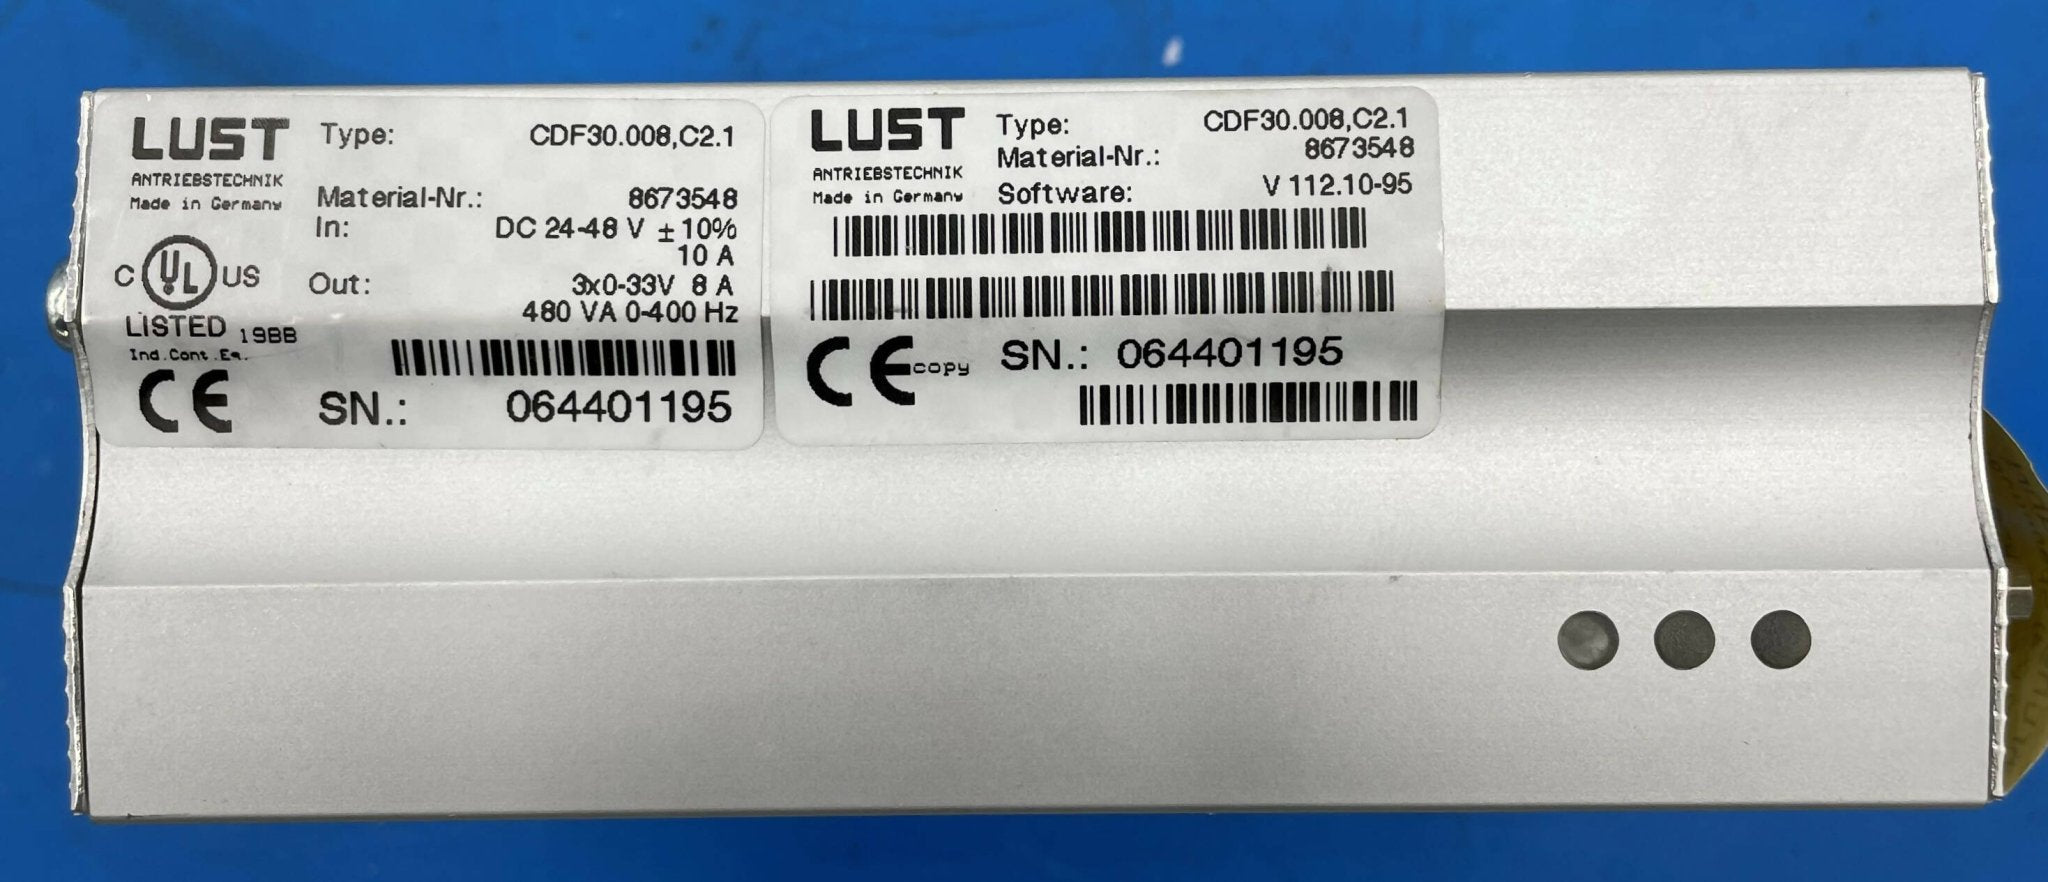 LUST
ANTRIEBSTECHNIK
Made in Germany
Type: CDF30.008,C2.1
Material-Nr.: 8673548
In: DC 24-48 V ±10%
10 A
Out: 3x0-33V 8 A
480 VA 0-400 Hz
C UL US
LISTED 19BB
Ind.Cont.Eq.
CE
SN.: 064401195
LUST
ANTRIEBSTECHNIK
Made in Germany
Type: CDF30.008,C2.1
Material-Nr.: 8673548
Software: V 112.10-95
CE copy SN.: 064401195